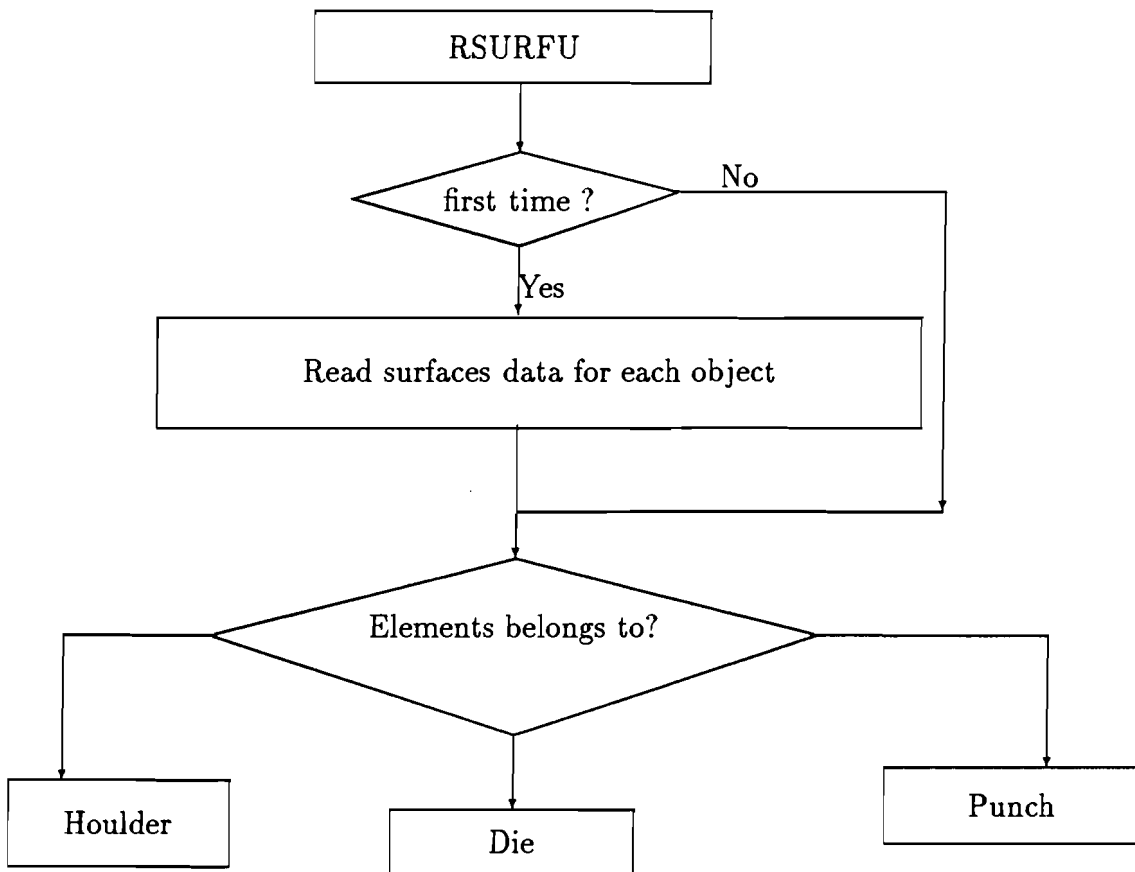 RSURFU
first time ?
No
Yes
Read surfaces data for each object
Elements belongs to?
Houlder
Die
Punch